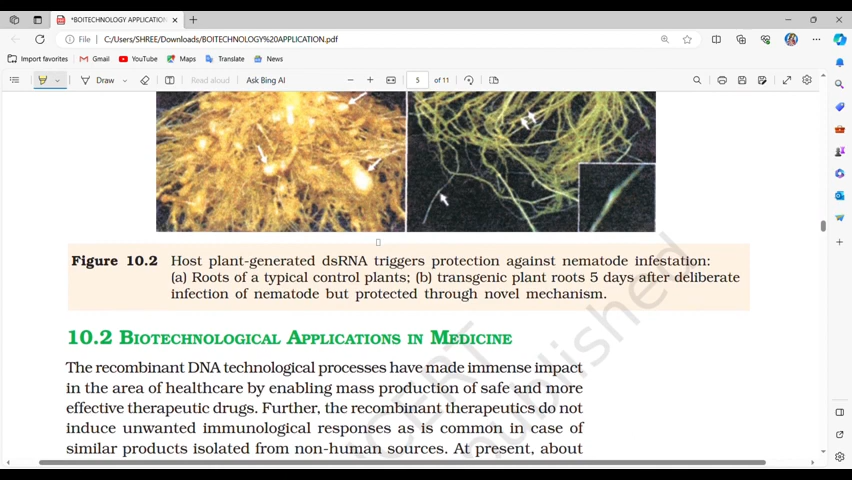 *BOITECHNOLOGY APPLICATION
File C:/Users/SHREE/Downloads/BOITECHNOLOGY%20APPLICATION.pdf
Import favorites Gmail YouTube Maps Translate News
Draw Read aloud Ask Bing AI 5 of 11
Figure 10.2 Host plant-generated dsRNA triggers protection against nematode infestation:
(a) Roots of a typical control plants; (b) transgenic plant roots 5 days after deliberate
infection of nematode but protected through novel mechanism.
10.2 BIOTECHNOLOGICAL APPLICATIONS IN MEDICINE
The recombinant DNA technological processes have made immense impact
in the area of healthcare by enabling mass production of safe and more
effective therapeutic drugs. Further, the recombinant therapeutics do not
induce unwanted immunological responses as is common in case of
similar products isolated from non-human sources. At present, about
NCERT
published